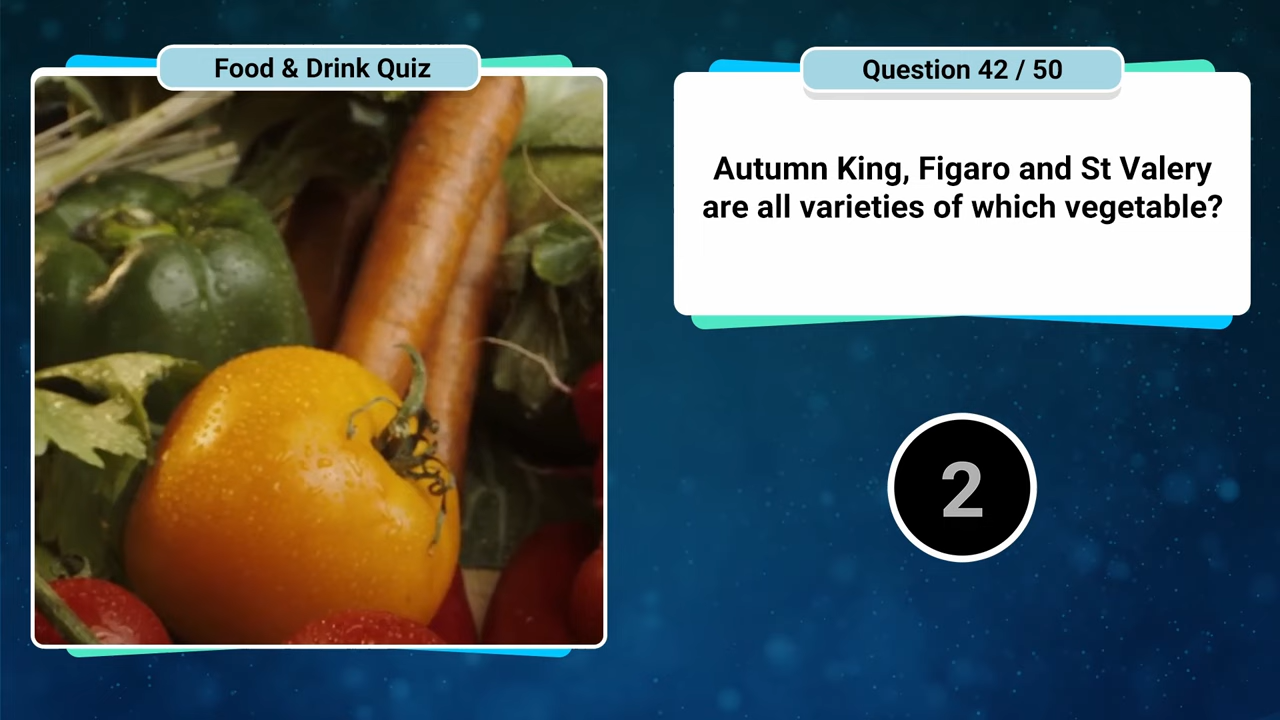 Food & Drink Quiz
Question 42 / 50
Autumn King, Figaro and St Valery
are all varieties of which vegetable?
2